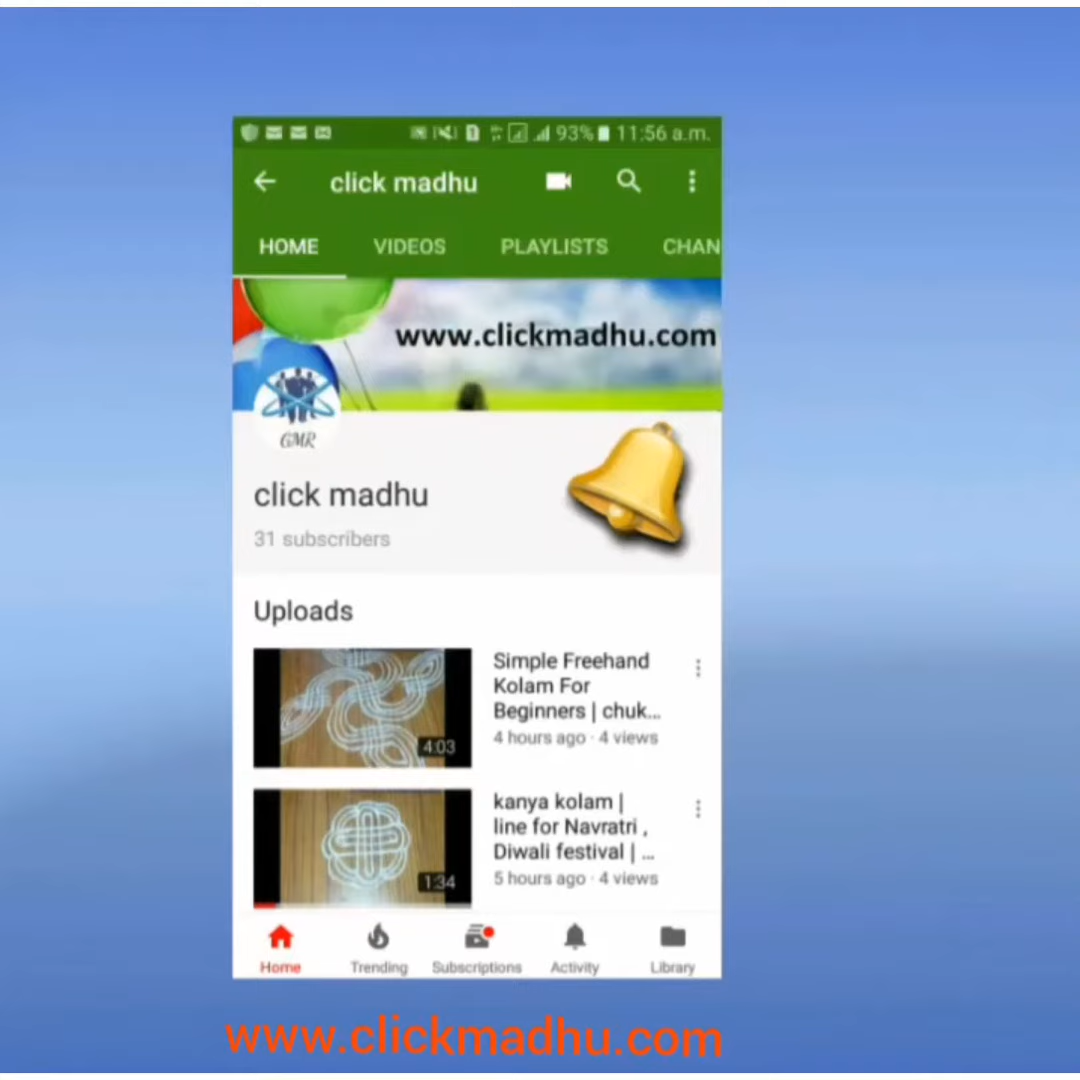 93% 11:56 a.m.
click madhu
HOME VIDEOS PLAYLISTS CHAN
www.clickmadhu.com
GMR
click madhu
31 subscribers
Uploads
Simple Freehand
Kolam For
Beginners | chuk...
4 hours ago · 4 views
4:03
kanya kolam |
line for Navratri ,
Diwali festival | ...
5 hours ago · 4 views
1:34
Home Trending Subscriptions Activity Library
www.clickmadhu.com